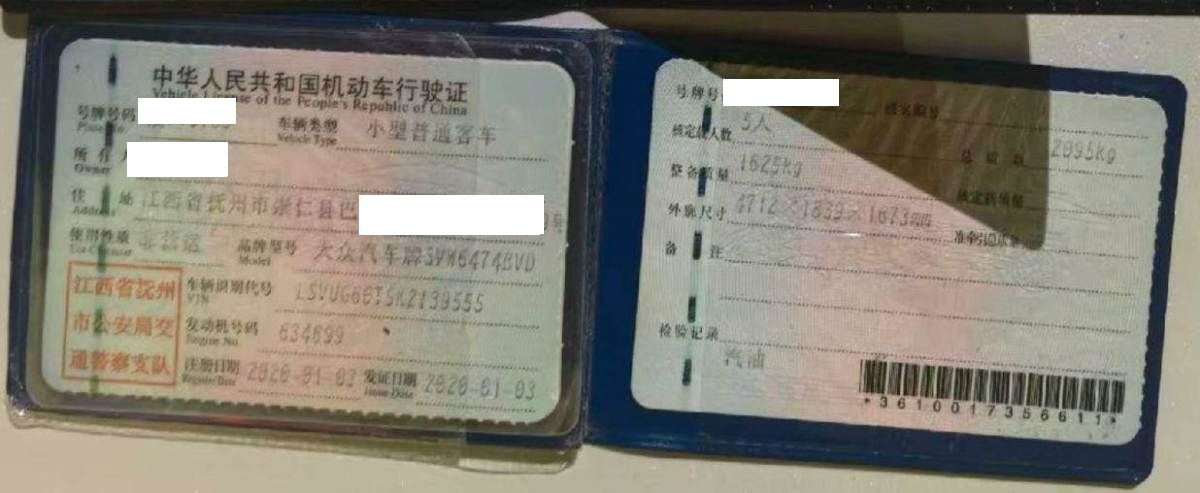 中华人民共和国机动车行驶证
Vehicle License of the People's Republic of China
号牌号码
Plate No.
车辆类型 小型普通客车
Vehicle Type
所有人
Owner
住址 江西省抚州市崇仁县巴
Address
使用性质 非营运 品牌型号 大众汽车牌SVW6474BVD
Use Character Model
江西省抚州
市公安局交
通警察支队
车辆识别代号
VIN
发动机号码 634699
Engine No.
注册日期 2020-01-03 发证日期 2020-01-03
Register Date Issue Date
号牌号 档案编号
核定载人数 5人 总质量 2095kg
整备质量 1625kg 核定载质量
外廓尺寸 4712×1839×1673mm 准牵引总质量
备注
检验记录
汽油
*3610017356611*